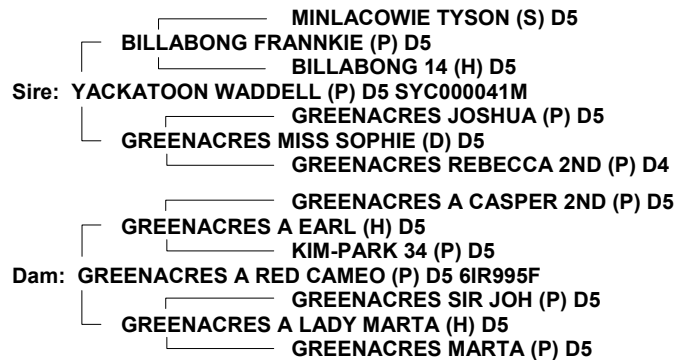 MINLACOWIE TYSON (S) D5
BILLABONG FRANNKIE (P) D5
BILLABONG 14 (H) D5
Sire: YACKATOON WADDELL (P) D5 SYC000041M
GREENACRES JOSHUA (P) D5
GREENACRES MISS SOPHIE (D) D5
GREENACRES REBECCA 2ND (P) D4
GREENACRES A CASPER 2ND (P) D5
GREENACRES A EARL (H) D5
KIM-PARK 34 (P) D5
Dam: GREENACRES A RED CAMEO (P) D5 6IR995F
GREENACRES SIR JOH (P) D5
GREENACRES A LADY MARTA (H) D5
GREENACRES MARTA (P) D5